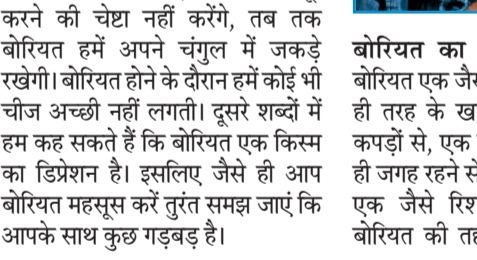 करने की चेष्टा नहीं करेंगे, तब तक
बोरियत हमें अपने चंगुल में जकड़े
रखेगी। बोरियत होने के दौरान हमें कोई भी
चीज अच्छी नहीं लगती। दूसरे शब्दों में
हम कह सकते हैं कि बोरियत एक किस्म
का डिप्रेशन है। इसलिए जैसे ही आप
बोरियत महसूस करें तुरंत समझ जाएं कि
आपके साथ कुछ गड़बड़ है।
बोरियत का
बोरियत एक
ही तरह के
कपड़ों से, एक
ही जगह रहने
एक जैसे
बोरियत की